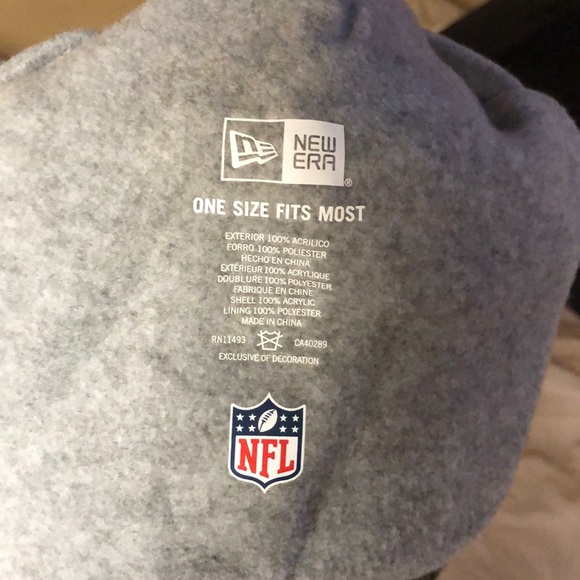 NEW
ERA
®
ONE SIZE FITS MOST
EXTERIOR 100% ACRILICO
FORRO 100% POLIESTER
HECHO EN CHINA
EXTÉRIEUR 100% ACRYLIQUE
DOUBLURE 100% POLYESTER
FABRIQUE EN CHINE
SHELL 100% ACRYLIC
LINING 100% POLYESTER
MADE IN CHINA
RN11493 CA40289
EXCLUSIVE OF DECORATION
NFL